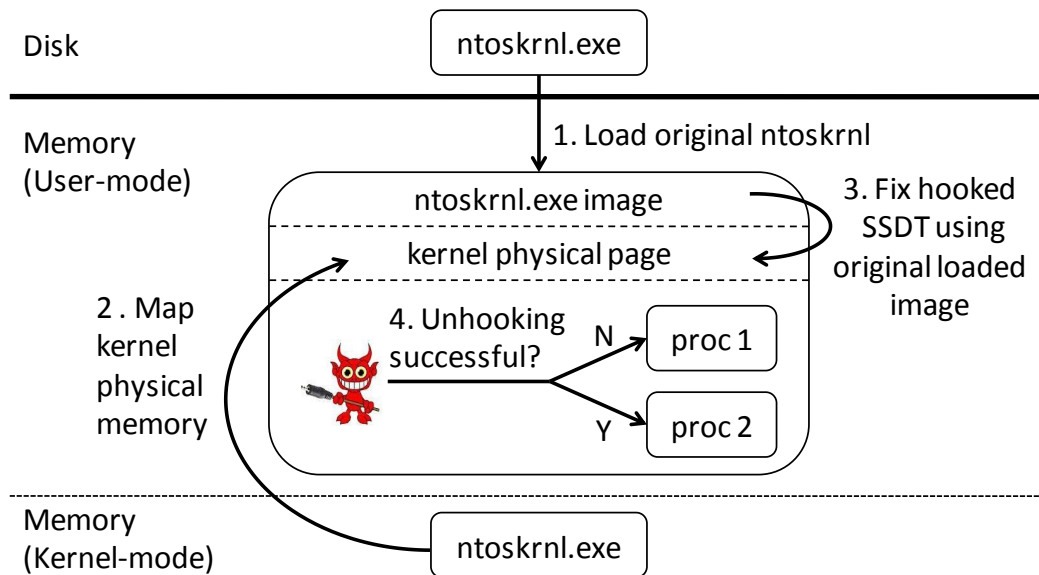 Disk
ntoskrnl.exe
1. Load original ntoskrnl
Memory
(User-mode)
ntoskrnl.exe image
kernel physical page
3. Fix hooked
SSDT using
original loaded
image
2 . Map
kernel
physical
memory
4. Unhooking
successful?
N
proc 1
Y
proc 2
Memory
(Kernel-mode)
ntoskrnl.exe